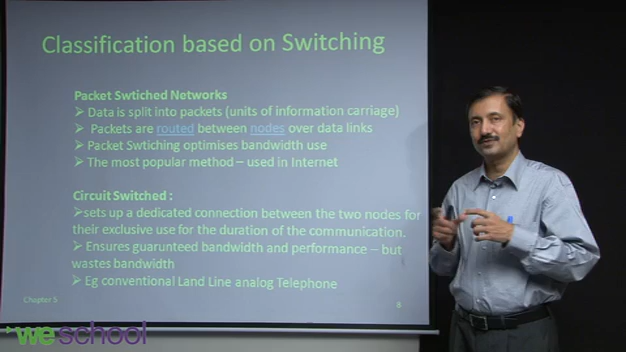 Classification based on Switching
Packet Swtiched Networks
➢ Data is split into packets (units of information carriage)
➢ Packets are routed between nodes over data links
➢ Packet Swtiching optimises bandwidth use
➢ The most popular method – used in Internet
Circuit Switched :
➢sets up a dedicated connection between the two nodes for
their exclusive use for the duration of the communication.
➢ Ensures guarunteed bandwidth and performance – but
wastes bandwidth
➢ Eg conventional Land Line analog Telephone
Chapter 5
8
weschool